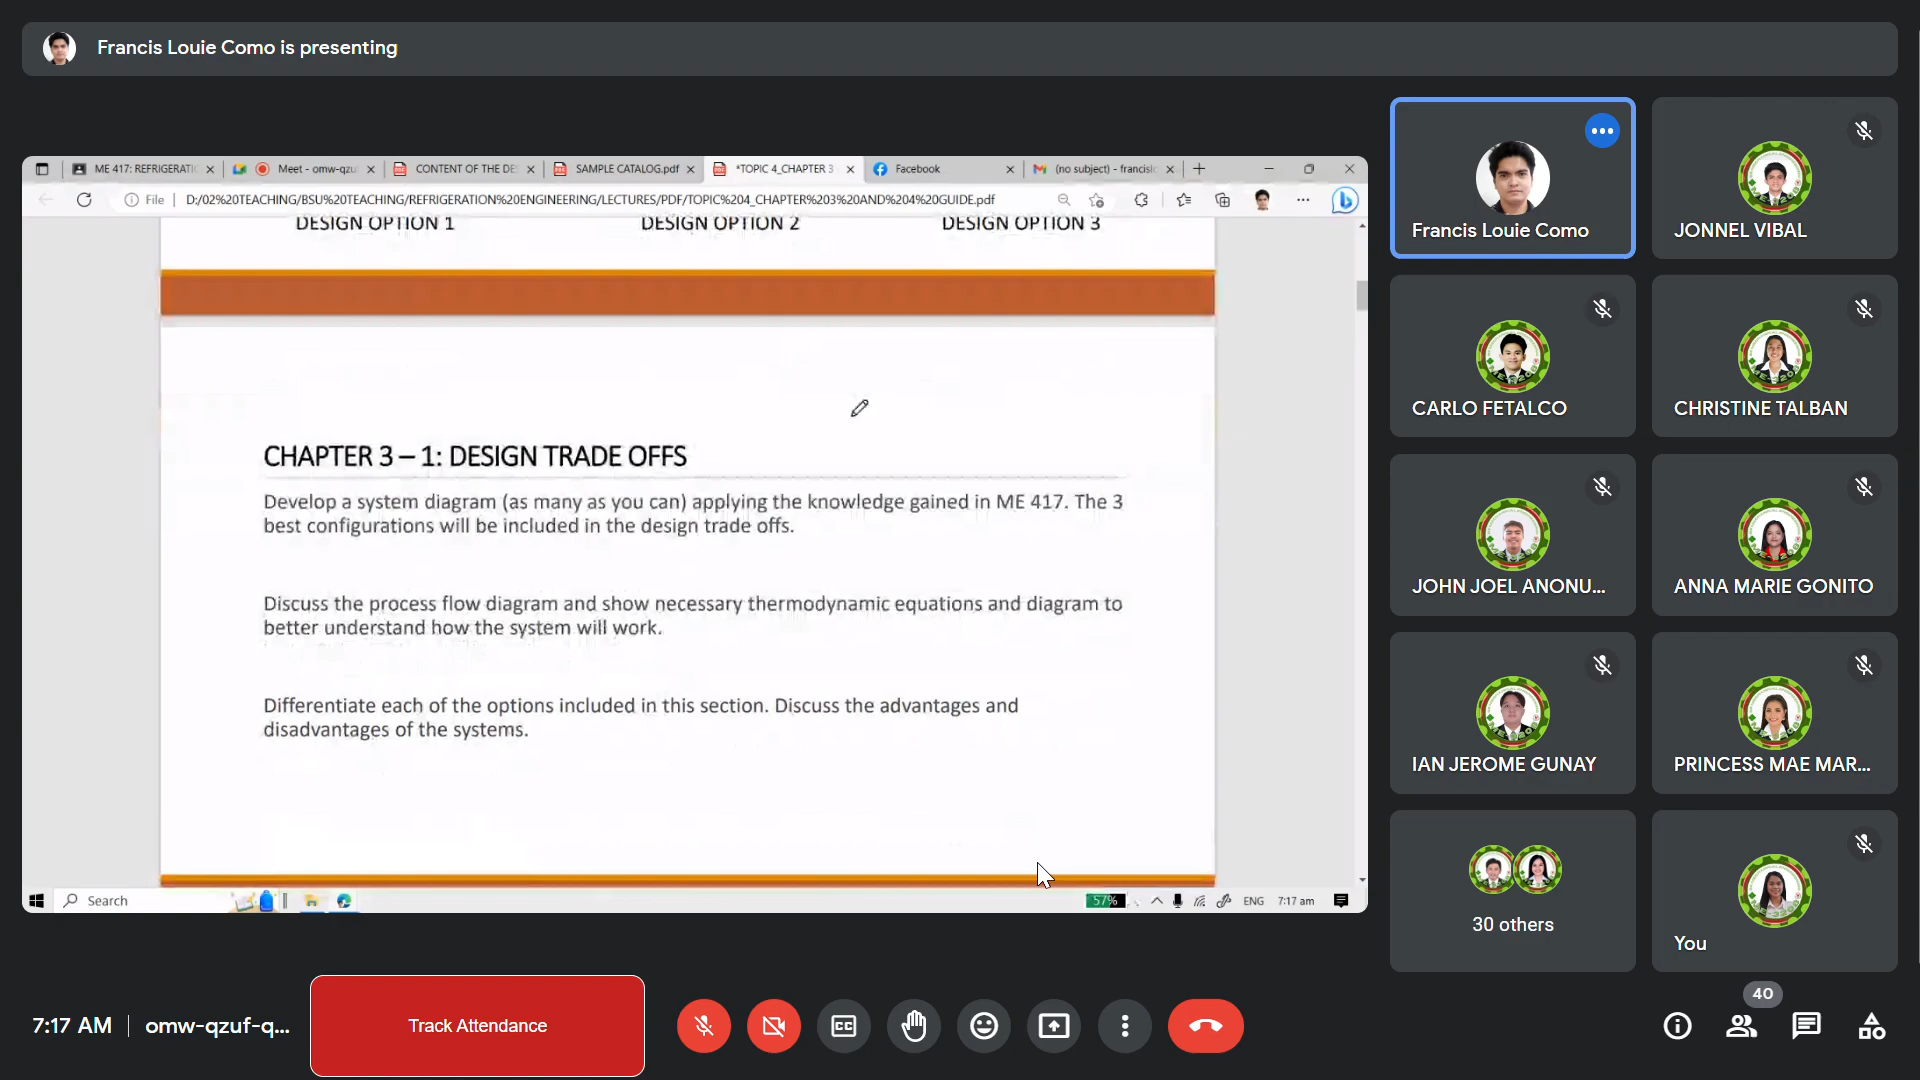 Francis Louie Como is presenting
ME 417: REFRIGERATI
Meet - omw-qzu
CONTENT OF THE DE
SAMPLE CATALOG.pdf
*TOPIC 4_CHAPTER 3
Facebook
(no subject) - francislo
File
D:/02%20TEACHING/BSU%20TEACHING/REFRIGERATION%20ENGINEERING/LECTURES/PDF/TOPIC%204_CHAPTER%203%20AND%204%20GUIDE.pdf
DESIGN OPTION 1
DESIGN OPTION 2
DESIGN OPTION 3
CHAPTER 3 – 1: DESIGN TRADE OFFS
Develop a system diagram (as many as you can) applying the knowledge gained in ME 417. The 3
best configurations will be included in the design trade offs.
Discuss the process flow diagram and show necessary thermodynamic equations and diagram to
better understand how the system will work.
Differentiate each of the options included in this section. Discuss the advantages and
disadvantages of the systems.
Search
57%
ENG
7:17 am
Francis Louie Como
JONNEL VIBAL
CARLO FETALCO
CHRISTINE TALBAN
JOHN JOEL ANONU...
ANNA MARIE GONITO
IAN JEROME GUNAY
PRINCESS MAE MAR...
30 others
You
7:17 AM
omw-qzuf-q...
Track Attendance
CC
40